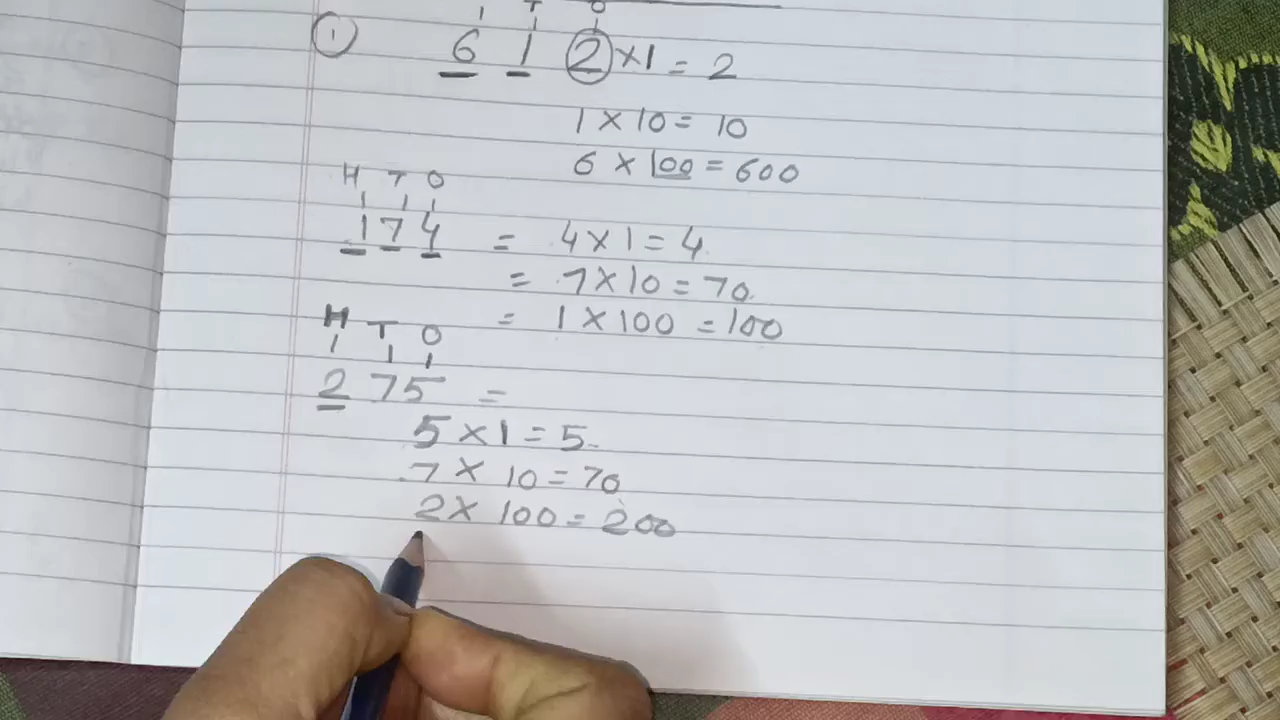 T O
① 6 1 2 ×1 = 2
1 × 10 = 10
6 × 100 = 600
H T O
174 = 4 × 1 = 4
= 7 × 10 = 70
= 1 × 100 = 100
H T O
275 =
5 × 1 = 5
7 × 10 = 70
2 × 100 = 200